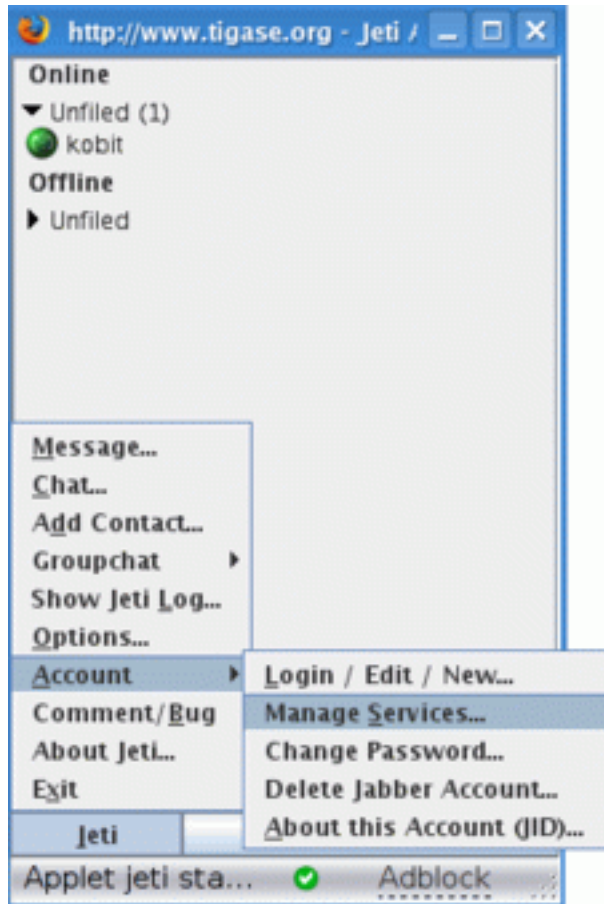 http://www.tigase.org - Jeti /
Online
Unfiled (1)
kobit
Offline
Unfiled
Message...
Chat...
Add Contact...
Groupchat
Show Jeti Log...
Options...
Account
Comment/Bug
About Jeti...
Exit
Login / Edit / New...
Manage Services...
Change Password...
Delete Jabber Account...
About this Account (JID)...
Jeti
Applet jeti sta... Adblock